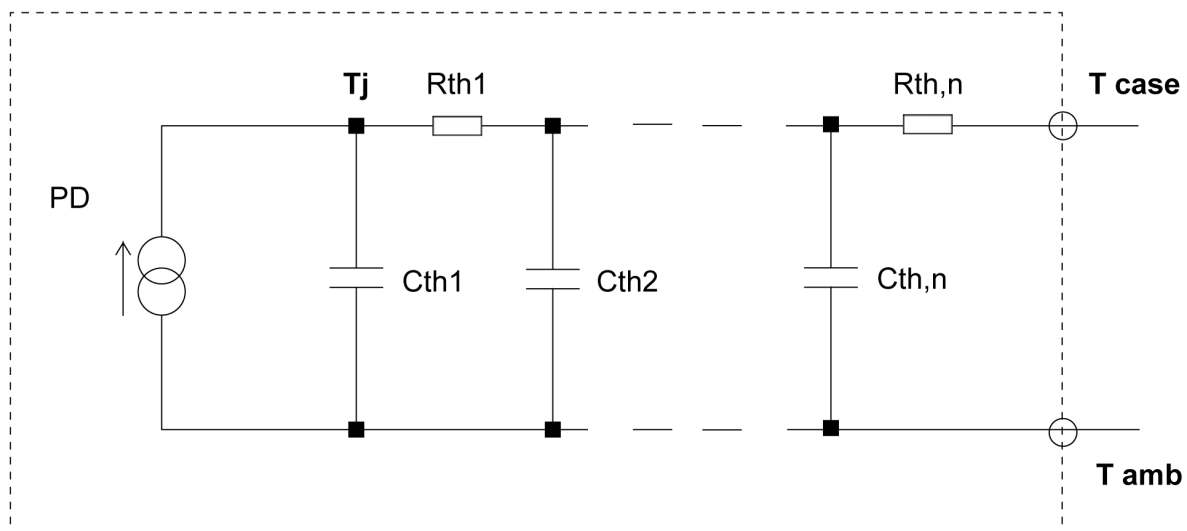 Tj
Rth1
Rth,n
T case
PD
Cth1
Cth2
Cth,n
T amb